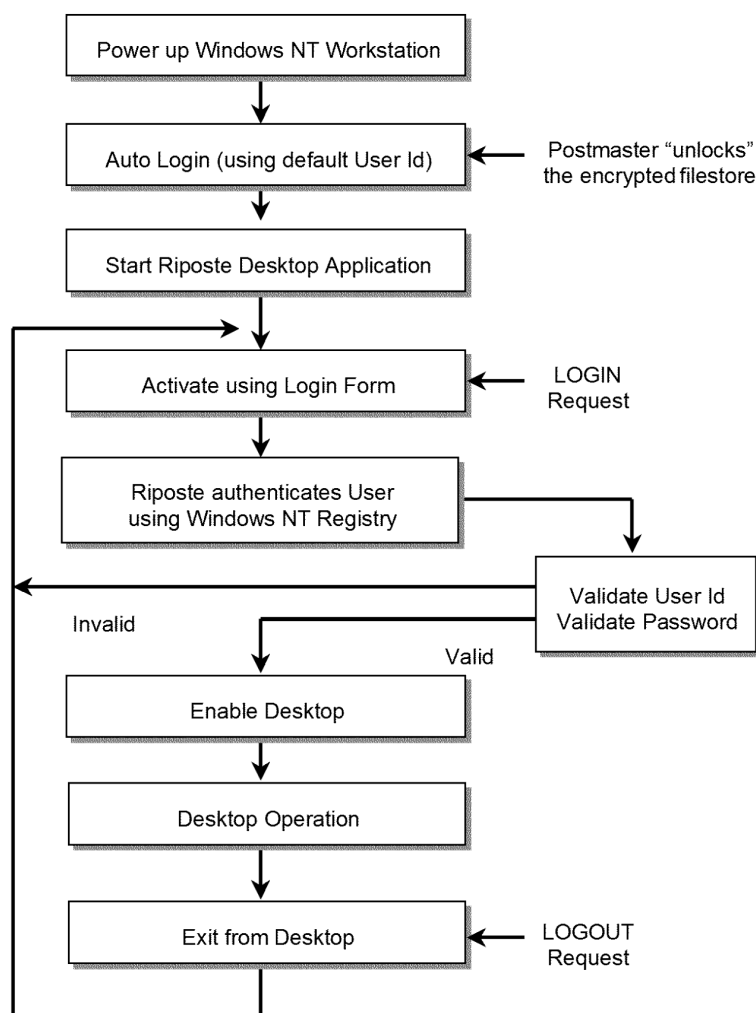 Power up Windows NT Workstation
Auto Login (using default User Id)
Postmaster “unlocks”
the encrypted filestore
Start Riposte Desktop Application
Activate using Login Form
LOGIN
Request
Riposte authenticates User
using Windows NT Registry
Validate User Id
Validate Password
Invalid
Valid
Enable Desktop
Desktop Operation
Exit from Desktop
LOGOUT
Request